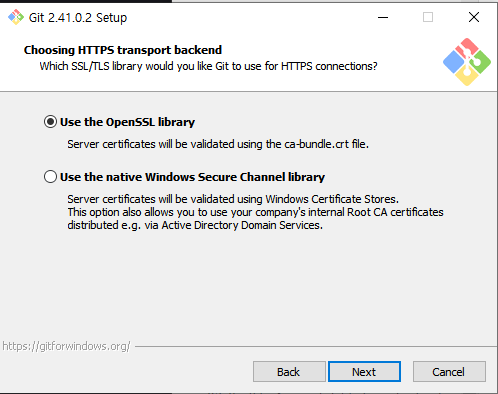 Git 2.41.0.2 Setup
Choosing HTTPS transport backend
Which SSL/TLS library would you like Git to use for HTTPS connections?
Use the OpenSSL library
Server certificates will be validated using the ca-bundle.crt file.
Use the native Windows Secure Channel library
Server certificates will be validated using Windows Certificate Stores.
This option also allows you to use your company's internal Root CA certificates
distributed e.g. via Active Directory Domain Services.
https://gitforwindows.org/
Back Next Cancel